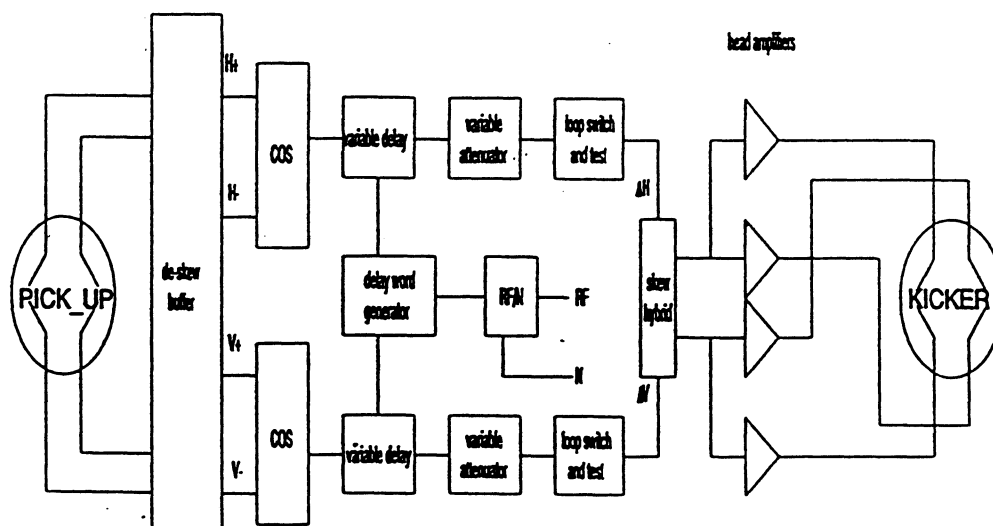 head amplifiers
H+
COS
variable delay
variable
attenuator
loop switch
and test
H-
ΔH
PICK_UP
de-skew
buffer
delay word
generator
RF/N
RF
skew
hybrid
KICKER
V+
N
ΔV
COS
variable delay
variable
attenuator
loop switch
and test
V-